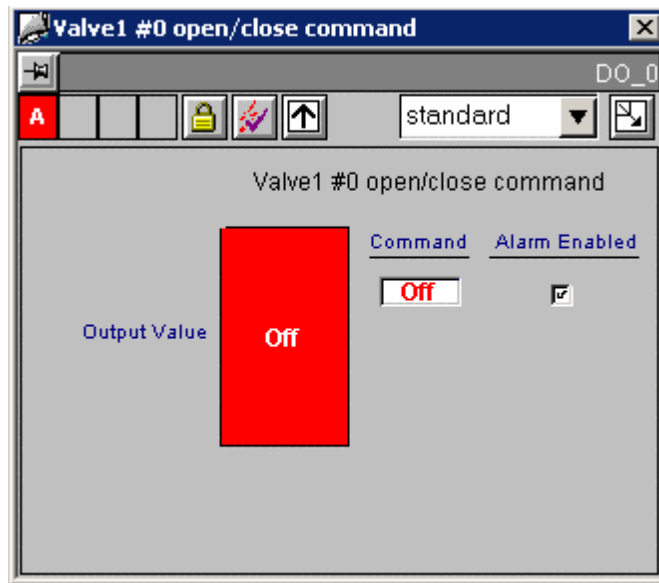 Valve1 #0 open/close command
DO_0
A
standard
Valve1 #0 open/close command
Command Alarm Enabled
Off
Output Value Off